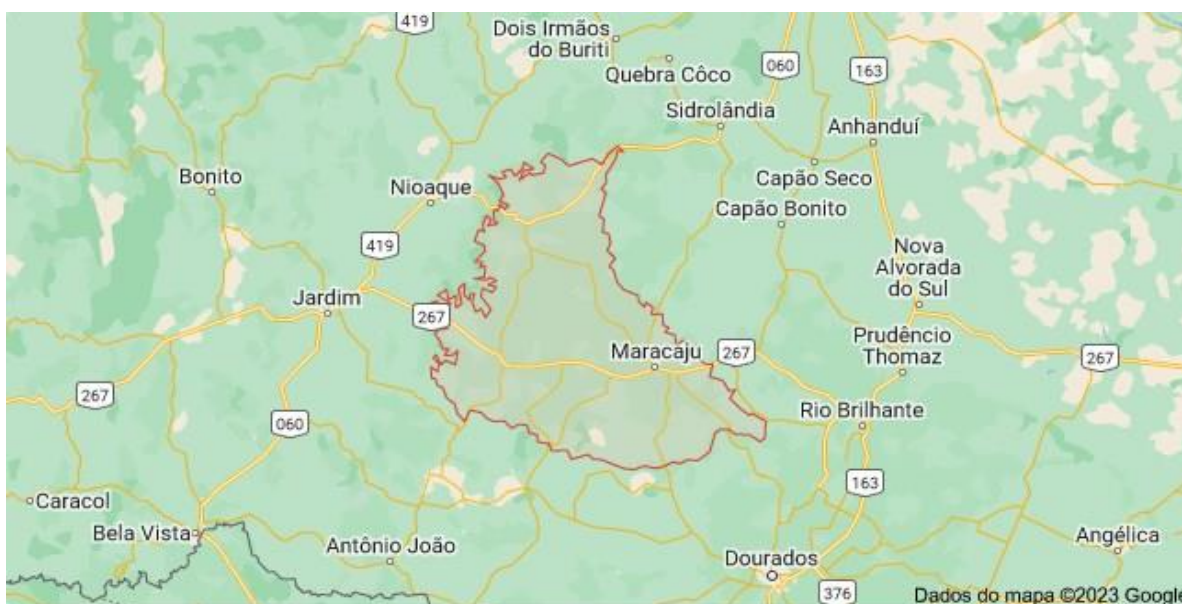 419
Dois Irmãos
do Buriti
Quebra Côco
060
163
Sidrolândia
Anhanduí
Bonito
Nioaque
Capão Seco
Capão Bonito
419
Nova
Alvorada
do Sul
Jardim
267
Maracaju
267
Prudêncio
Thomaz
267
267
060
Rio Brilhante
163
Caracol
Bela Vista
Antônio João
Angélica
Dourados
376
Dados do mapa ©2023 Google